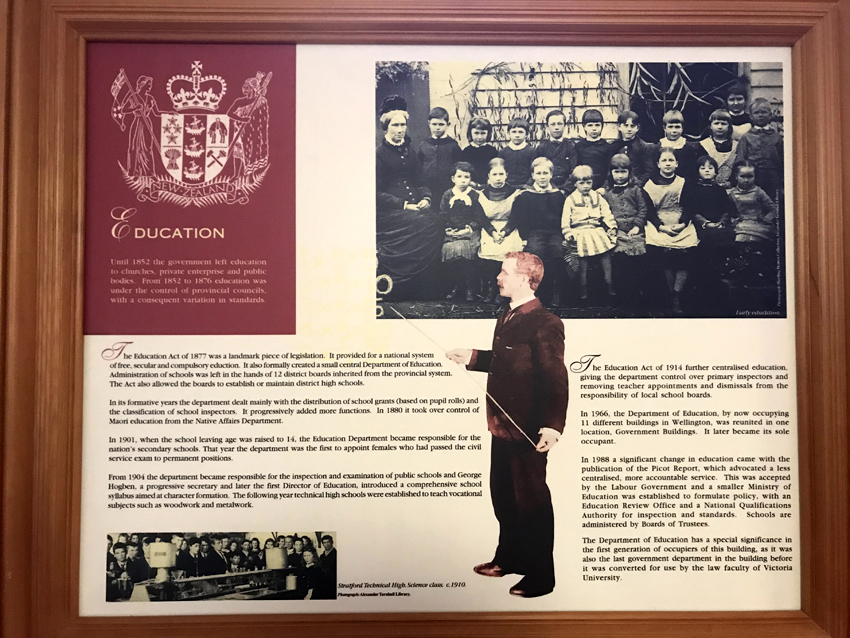 NEW ZEALAND
EDUCATION
Until 1852 the government left education
to churches, private enterprise and public
bodies. From 1852 to 1876 education was
under the control of provincial councils,
with a consequent variation in standards.
Early education.
The Education Act of 1877 was a landmark piece of legislation. It provided for a national system
of free, secular and compulsory eduction. It also formally created a small central Department of Education.
Administration of schools was left in the hands of 12 district boards inherited from the provincial system.
The Act also allowed the boards to establish or maintain district high schools.
In its formative years the department dealt mainly with the distribution of school grants (based on pupil rolls) and
the classification of school inspectors. It progressively added more functions. In 1880 it took over control of
Maori education from the Native Affairs Department.
In 1901, when the school leaving age was raised to 14, the Education Department became responsible for the
nation's secondary schools. That year the department was the first to appoint females who had passed the civil
service exam to permanent positions.
From 1904 the department became responsible for the inspection and examination of public schools and George
Hogben, a progressive secretary and later the first Director of Education, introduced a comprehensive school
syllabus aimed at character formation. The following year technical high schools were established to teach vocational
subjects such as woodwork and metalwork.
Stratford Technical High, Science class. c.1910.
Photograph: Alexander Turnbull Library.
The Education Act of 1914 further centralised education,
giving the department control over primary inspectors and
removing teacher appointments and dismissals from the
responsibility of local school boards.
In 1966, the Department of Education, by now occupying
11 different buildings in Wellington, was reunited in one
location, Government Buildings. It later became its sole
occupant.
In 1988 a significant change in education came with the
publication of the Picot Report, which advocated a less
centralised, more accountable service. This was accepted
by the Labour Government and a smaller Ministry of
Education was established to formulate policy, with an
Education Review Office and a National Qualifications
Authority for inspection and standards. Schools are
administered by Boards of Trustees.
The Department of Education has a special significance in
the first generation of occupiers of this building, as it was
also the last government department in the building before
it was converted for use by the law faculty of Victoria
University.